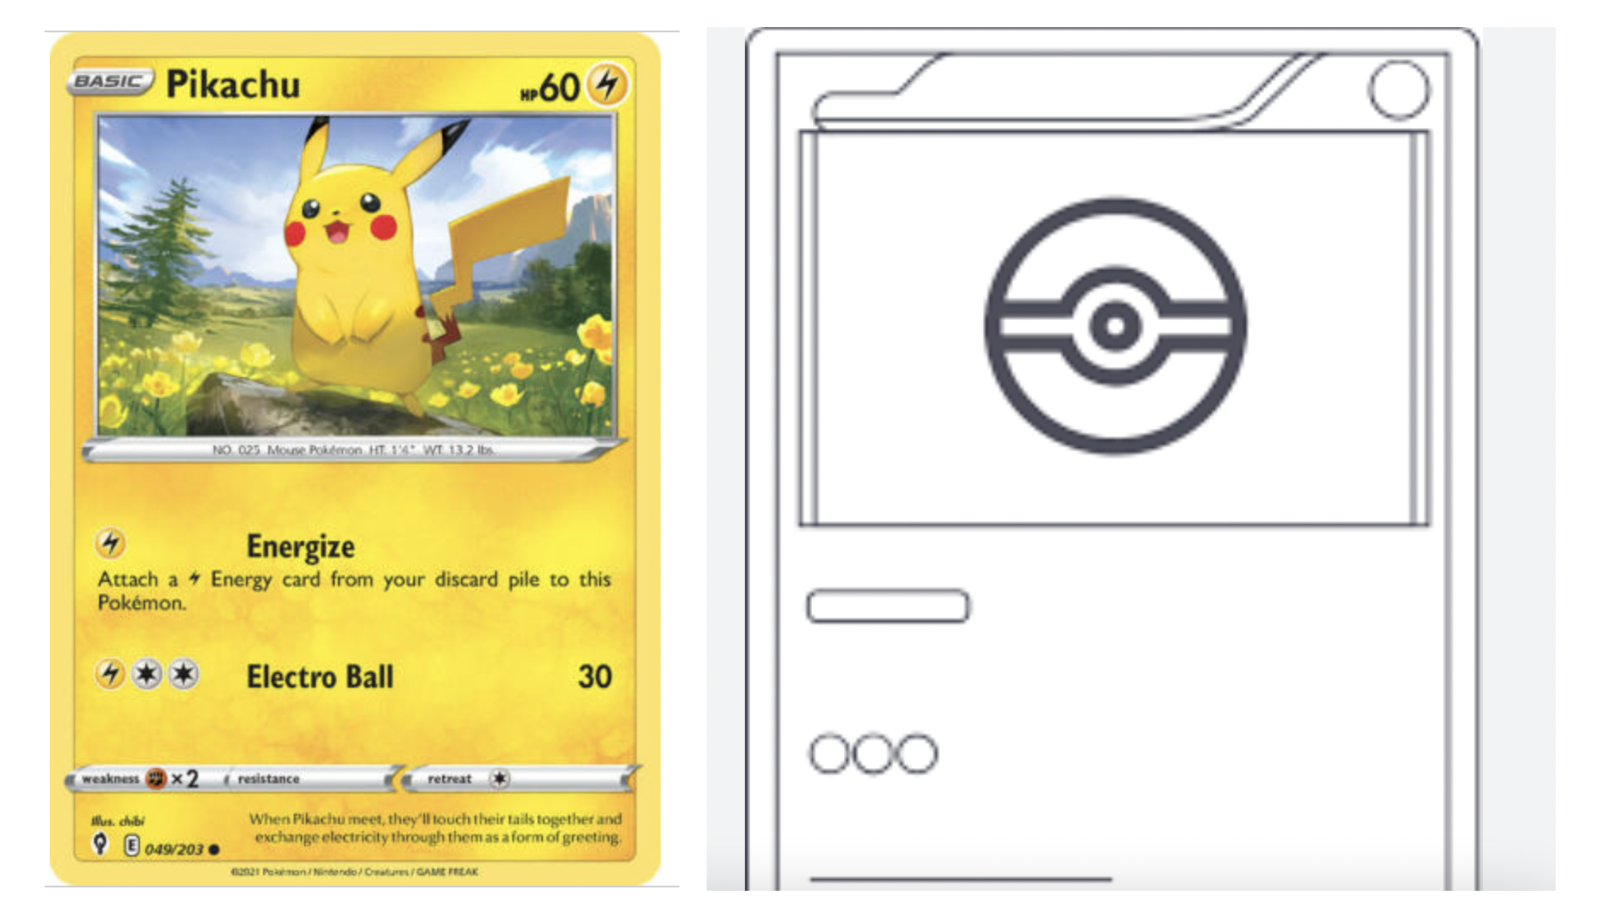 BASIC Pikachu HP60
NO. 025 Mouse Pokémon HT: 1'4" WT: 13.2 lbs.
Energize
Attach a Energy card from your discard pile to this
Pokémon.
Electro Ball 30
weakness ×2 resistance retreat
Illus. chibi
When Pikachu meet, they'll touch their tails together and
exchange electricity through them as a form of greeting.
E 049/203
©2021 Pokémon / Nintendo / Creatures / GAME FREAK